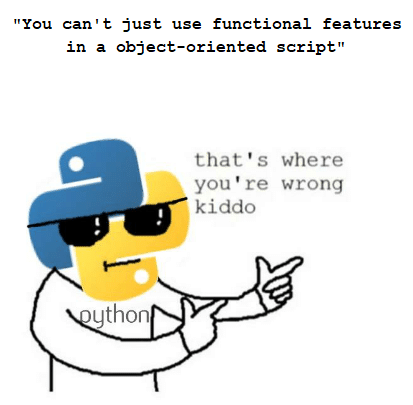 "You can't just use functional features
in a object-oriented script"
that's where
you're wrong
kiddo
python